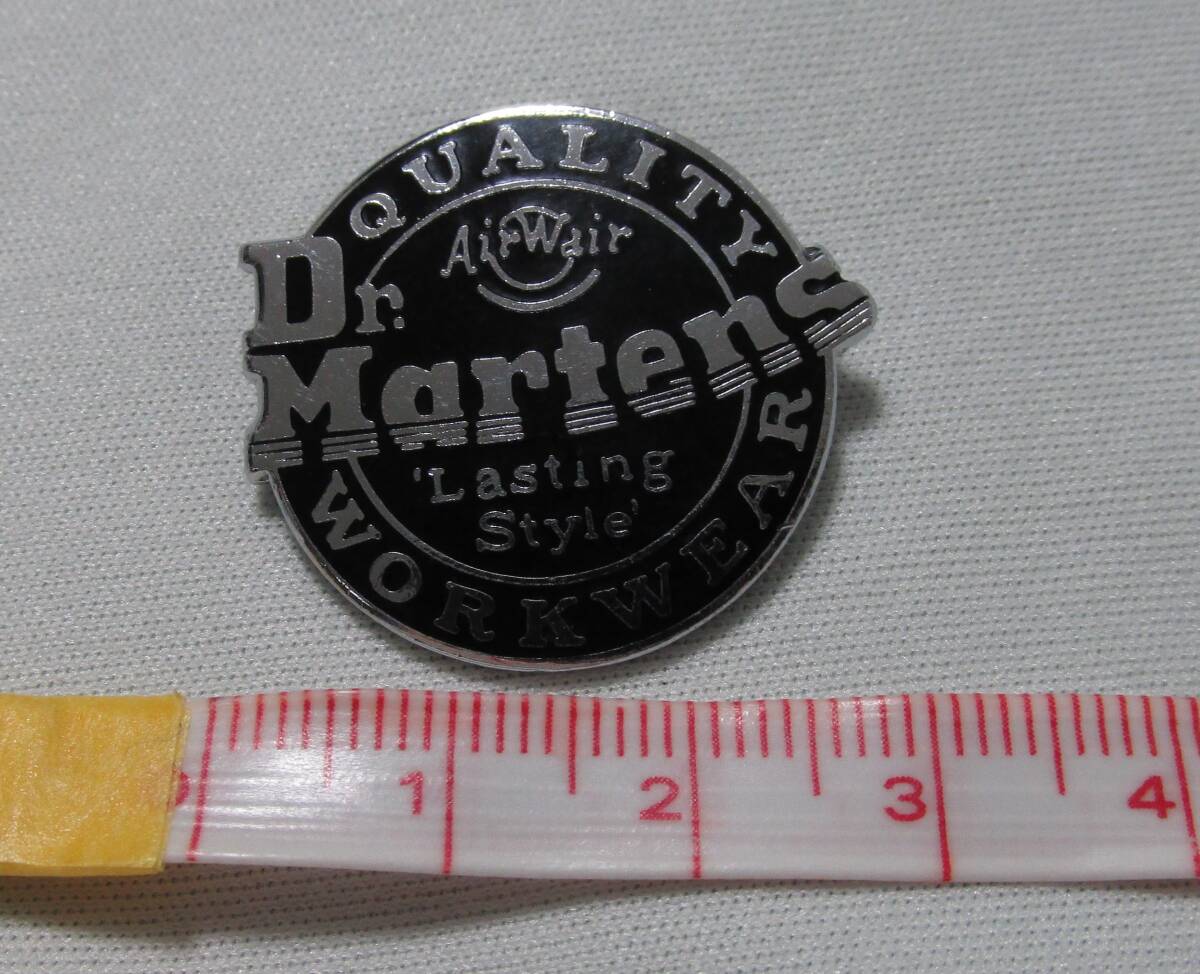 QUALITY
AirWair
Dr.
Martens
'Lasting
Style'
WORKWEAR
1 2 3 4